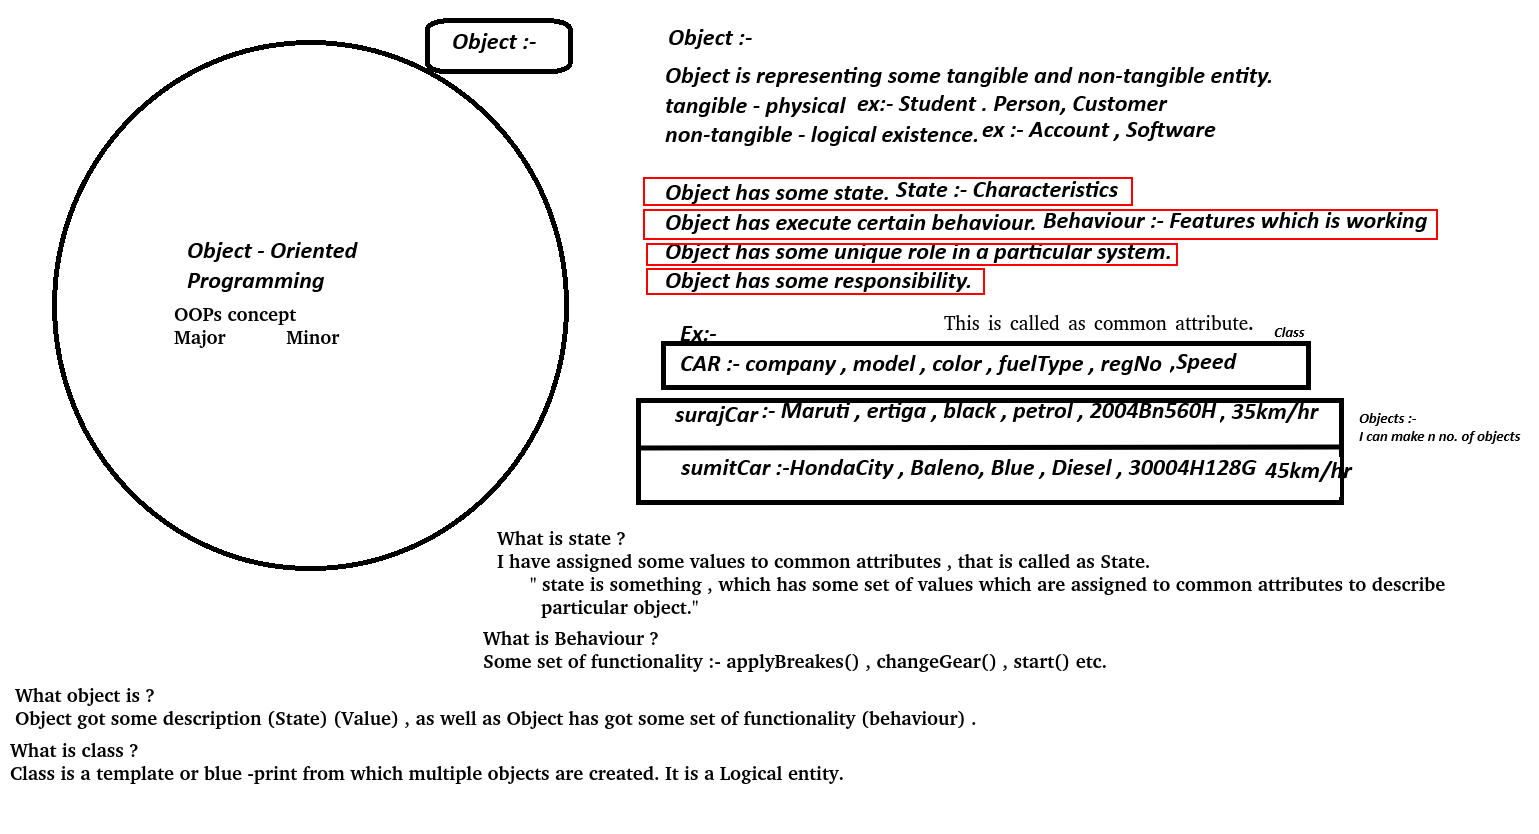 Object :-
Object - Oriented
Programming
OOPs concept
Major Minor
Object :-
Object is representing some tangible and non-tangible entity.
tangible - physical ex:- Student . Person, Customer
non-tangible - logical existence. ex :- Account , Software
Object has some state. State :- Characteristics
Object has execute certain behaviour. Behaviour :- Features which is working
Object has some unique role in a particular system.
Object has some responsibility.
This is called as common attribute.
Ex:- Class
CAR :- company , model , color , fuelType , regNo ,Speed
surajCar :- Maruti , ertiga , black , petrol , 2004Bn560H , 35km/hr
Objects :-
I can make n no. of objects
sumitCar :-HondaCity , Baleno, Blue , Diesel , 30004H128G 45km/hr
What is state ?
I have assigned some values to common attributes , that is called as State.
" state is something , which has some set of values which are assigned to common attributes to describe
particular object."
What is Behaviour ?
Some set of functionality :- applyBreakes() , changeGear() , start() etc.
What object is ?
Object got some description (State) (Value) , as well as Object has got some set of functionality (behaviour) .
What is class ?
Class is a template or blue -print from which multiple objects are created. It is a Logical entity.